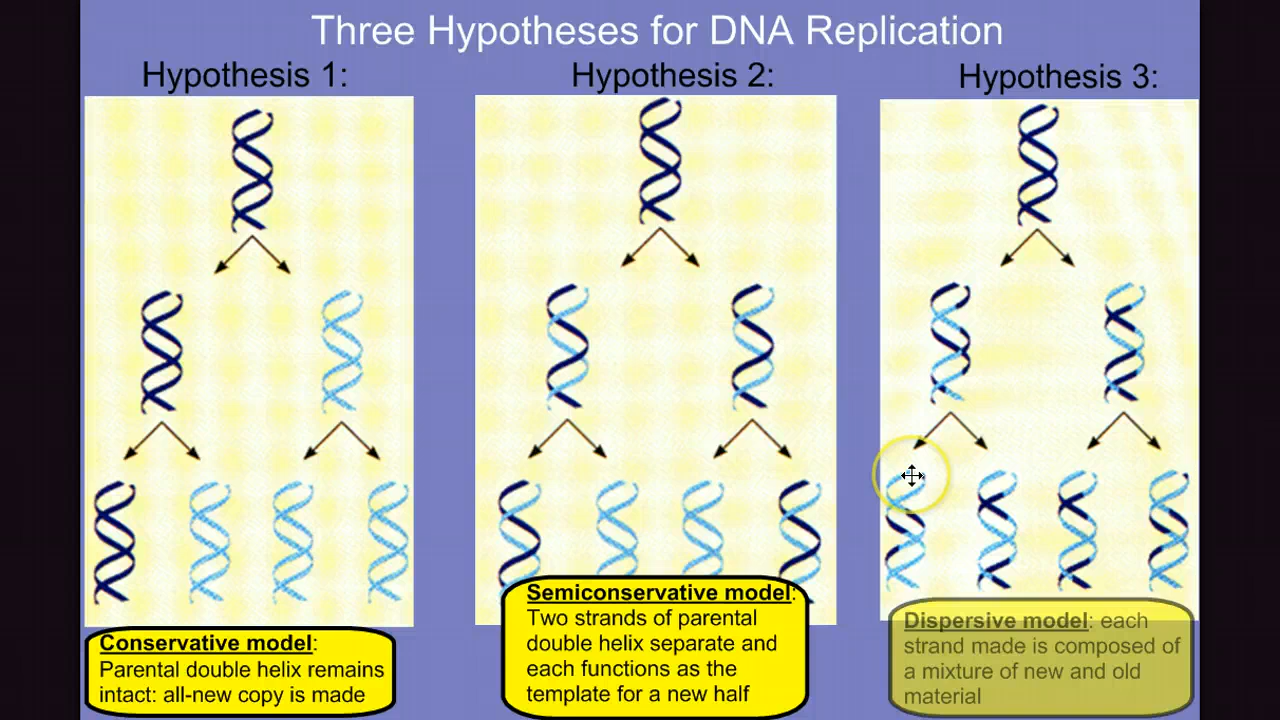 Three Hypotheses for DNA Replication
Hypothesis 1:
Hypothesis 2:
Hypothesis 3:
Conservative model:
Parental double helix remains
intact: all-new copy is made
Semiconservative model:
Two strands of parental
double helix separate and
each functions as the
template for a new half
Dispersive model: each
strand made is composed of
a mixture of new and old
material